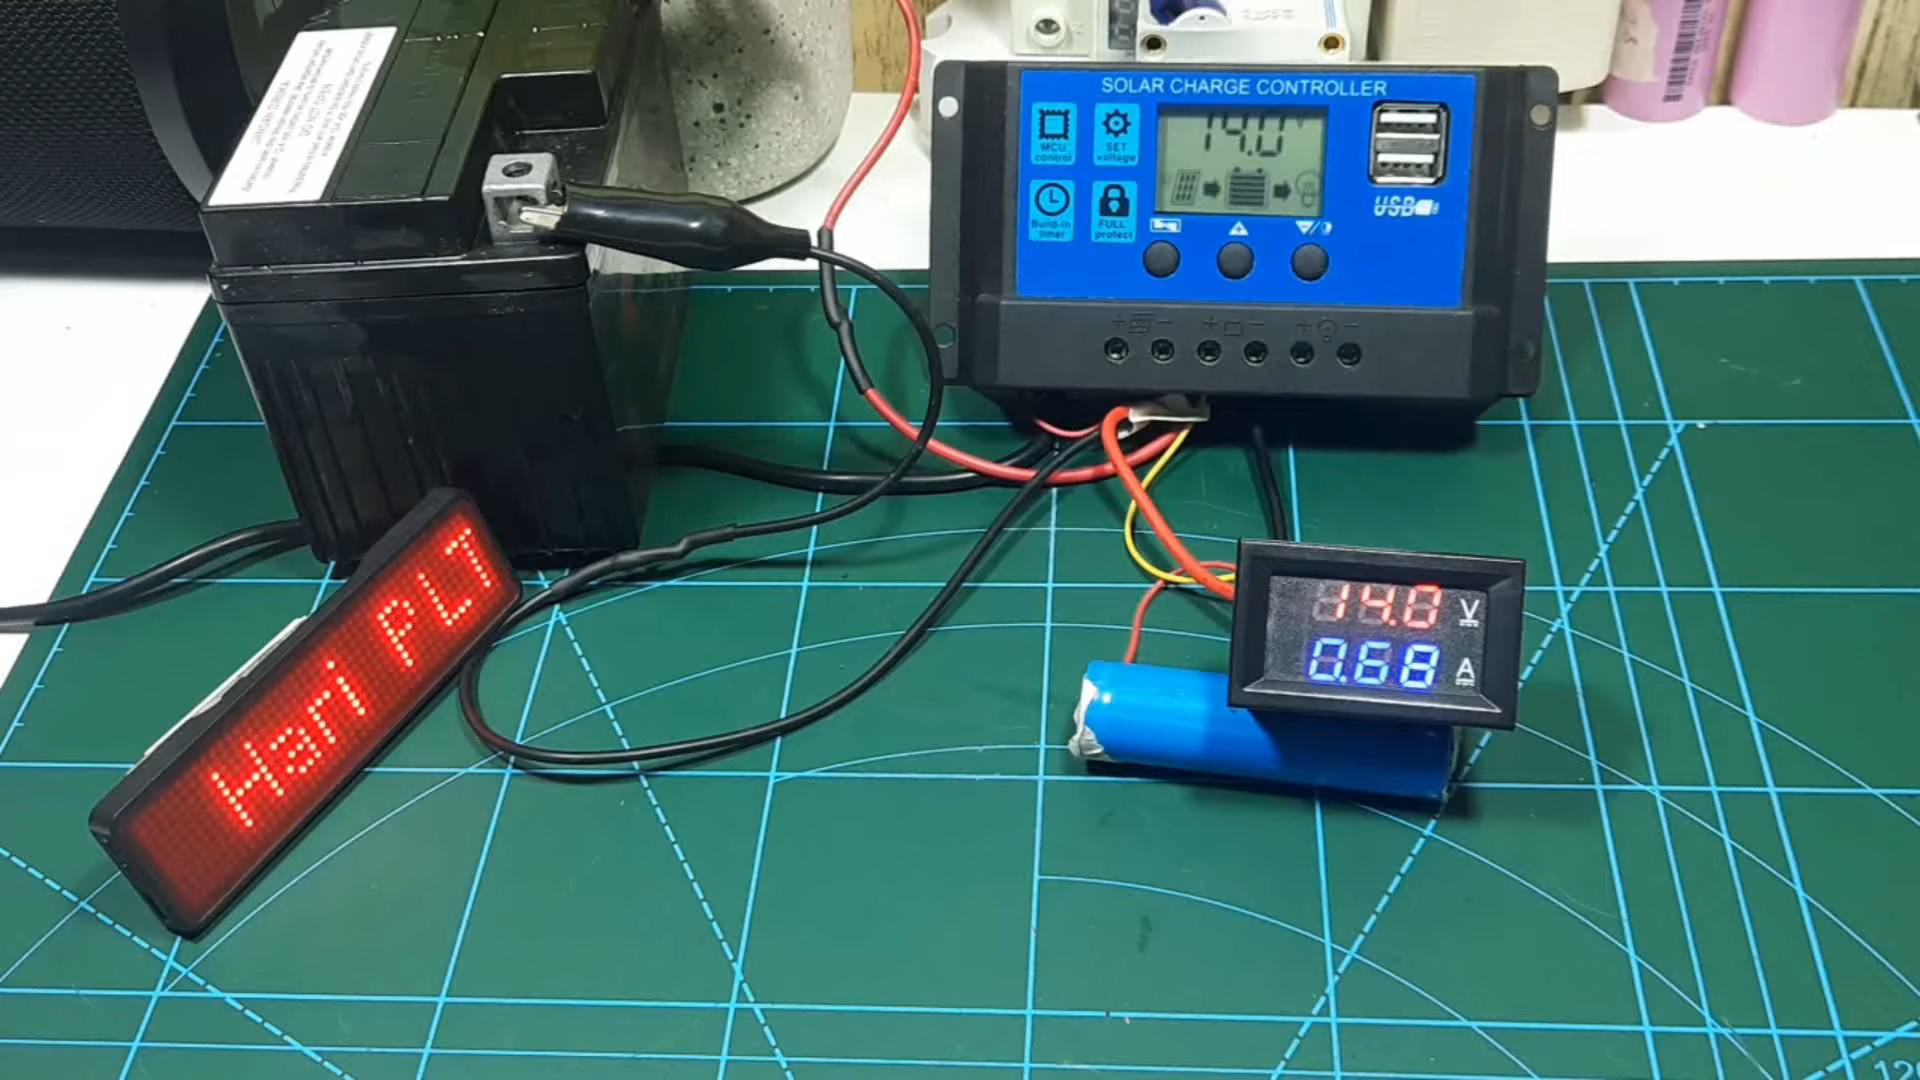 SOLAR CHARGE CONTROLLER
MCU
control
SET
voltage
Build-in
timer
FULL
protect
14.0 V
USB
+ - + - + -
14.0 V
0.68 A
Hari PLT